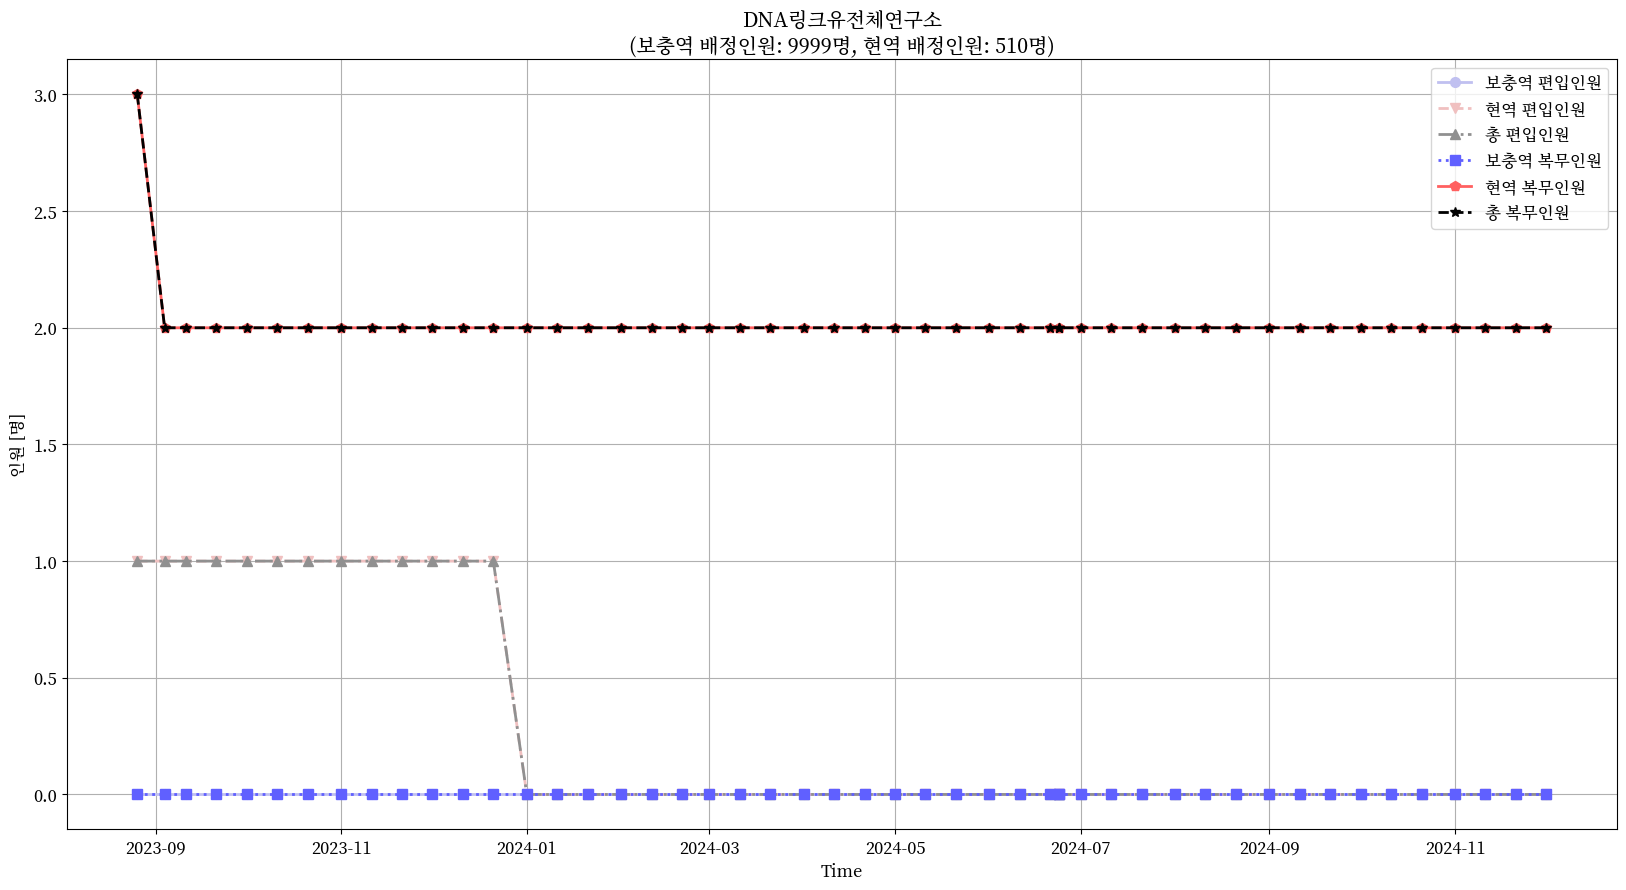 DNA링크유전체연구소
(보충역 배정인원: 9999명, 현역 배정인원: 510명)
보충역 편입인원
현역 편입인원
총 편입인원
보충역 복무인원
현역 복무인원
총 복무인원
인원 [명]
3.0
2.5
2.0
1.5
1.0
0.5
0.0
2023-09 2023-11 2024-01 2024-03 2024-05 2024-07 2024-09 2024-11
Time